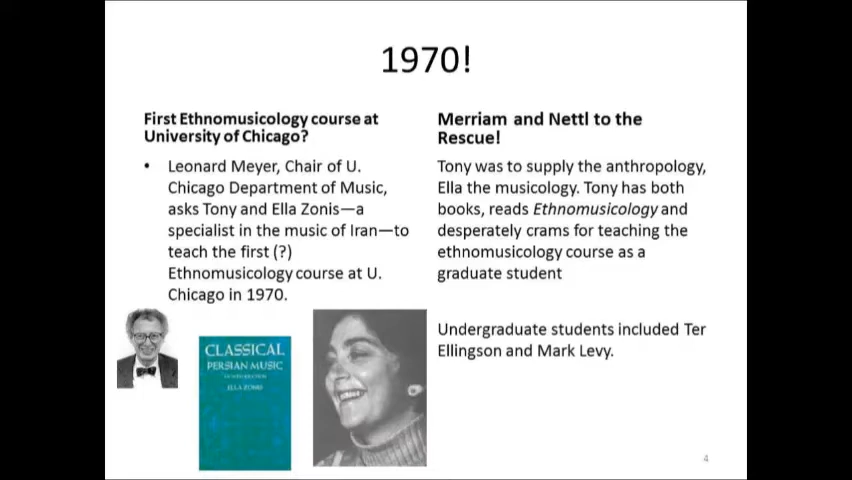 1970!
First Ethnomusicology course at
University of Chicago?
• Leonard Meyer, Chair of U.
Chicago Department of Music,
asks Tony and Ella Zonis—a
specialist in the music of Iran—to
teach the first (?)
Ethnomusicology course at U.
Chicago in 1970.
Merriam and Nettl to the
Rescue!
Tony was to supply the anthropology,
Ella the musicology. Tony has both
books, reads Ethnomusicology and
desperately crams for teaching the
ethnomusicology course as a
graduate student
Undergraduate students included Ter
Ellingson and Mark Levy.
CLASSICAL
PERSIAN MUSIC
ELLA ZONIS
4